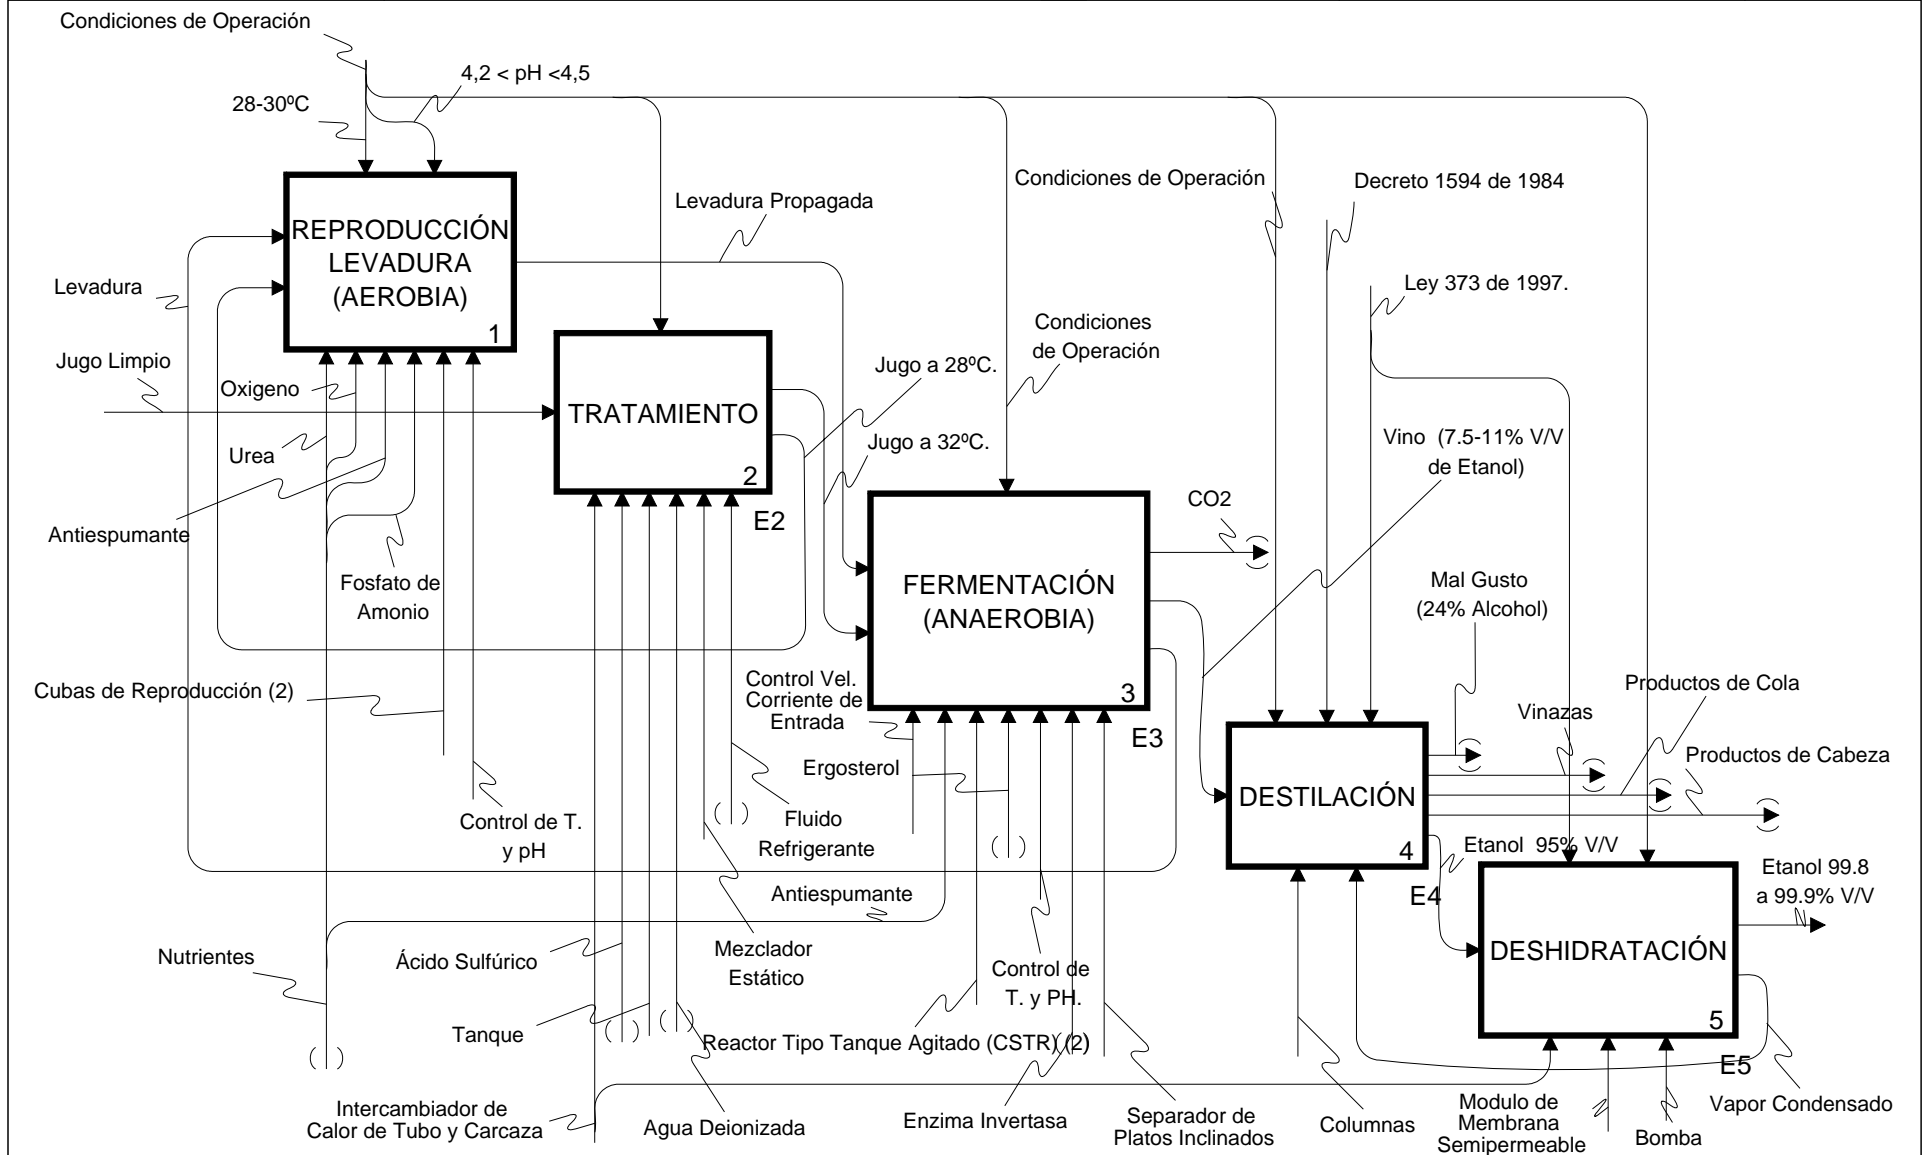 Condiciones de Operación
4,2 < pH <4,5
28-30ºC
Condiciones de Operación
Decreto 1594 de 1984
Levadura Propagada
REPRODUCCIÓN
LEVADURA
(AEROBIA)
1
Levadura
Ley 373 de 1997.
Condiciones
de Operación
Jugo Limpio
Oxigeno
Jugo a 28ºC.
TRATAMIENTO
2
E2
Jugo a 32ºC.
Vino (7.5-11% V/V
de Etanol)
Urea
Antiespumante
CO2
Fosfato de
Amonio
FERMENTACIÓN
(ANAEROBIA)
3
E3
Mal Gusto
(24% Alcohol)
Cubas de Reproducción (2)
Control Vel.
Corriente de
Entrada
Productos de Cola
Vinazas
Productos de Cabeza
Ergosterol
DESTILACIÓN
4
E4
Control de T.
y pH
Fluido
Refrigerante
Etanol 95% V/V
Etanol 99.8
a 99.9% V/V
Antiespumante
Nutrientes
Ácido Sulfúrico
Mezclador
Estático
Control de
T. y PH.
DESHIDRATACIÓN
5
E5
Tanque
Reactor Tipo Tanque Agitado (CSTR) (2)
Intercambiador de
Calor de Tubo y Carcaza
Agua Deionizada
Enzima Invertasa
Separador de
Platos Inclinados
Columnas
Modulo de
Membrana
Semipermeable
Bomba
Vapor Condensado